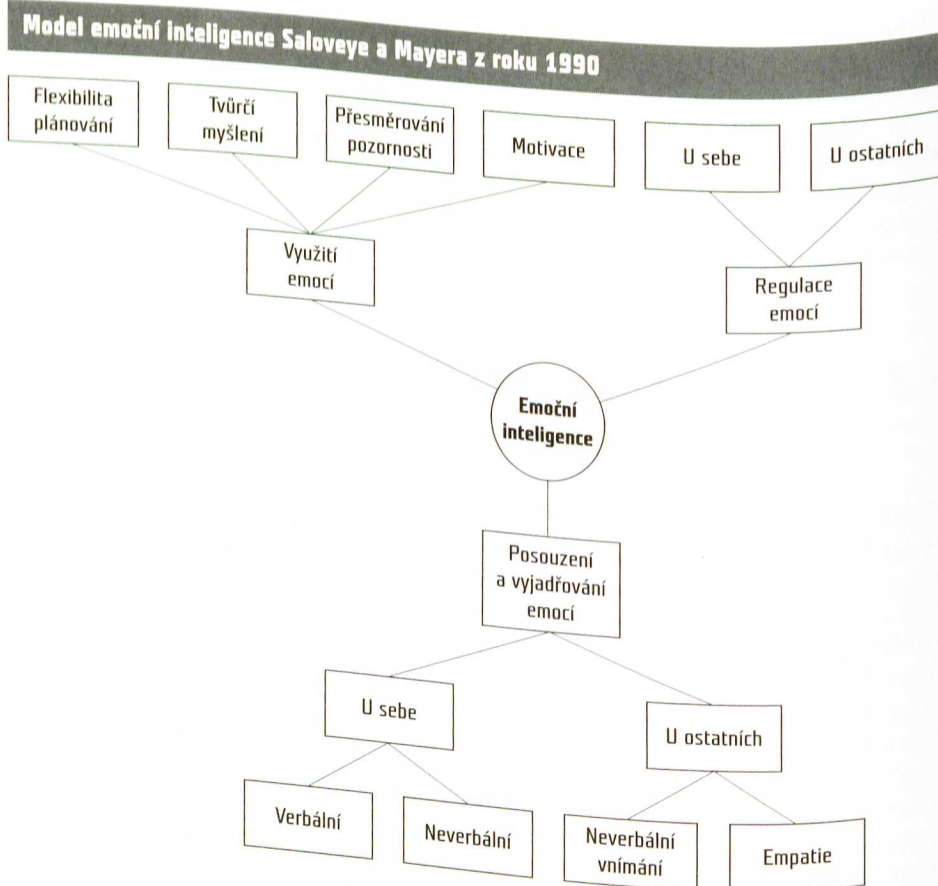 Model emoční inteligence Saloveye a Mayera z roku 1990
Flexibilita
plánování
Tvůrčí
myšlení
Přesměrování
pozornosti
Motivace
U sebe
U ostatních
Využití
emocí
Regulace
emocí
Emoční
inteligence
Posouzení
a vyjadřování
emocí
U sebe
U ostatních
Verbální
Neverbální
Neverbální
vnímání
Empatie